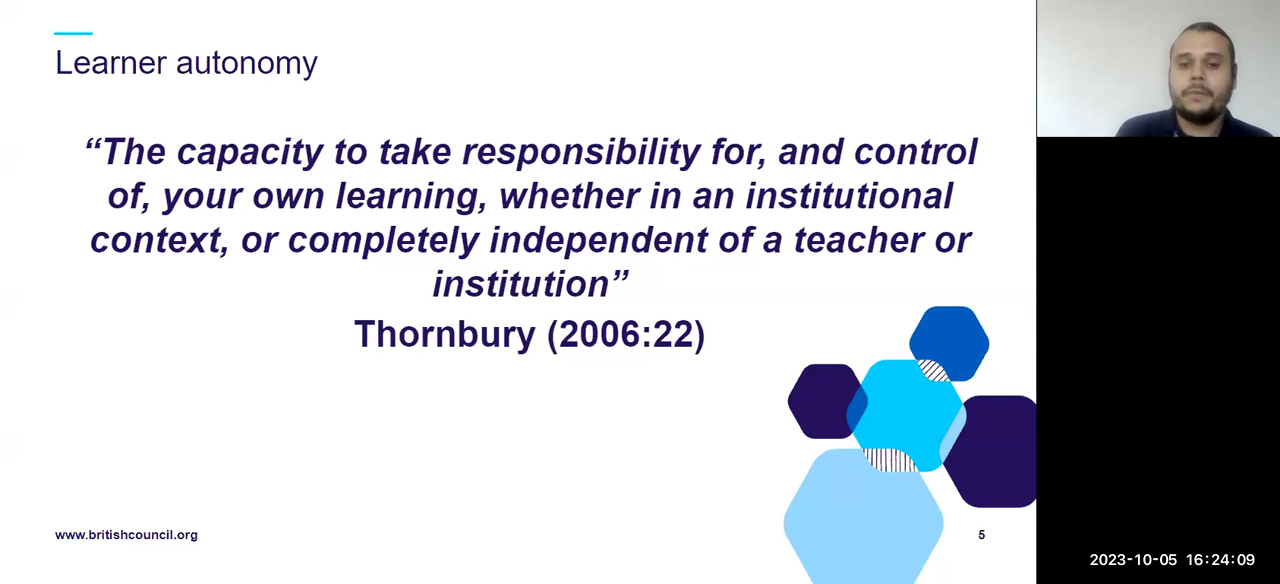 Learner autonomy
“The capacity to take responsibility for, and control
of, your own learning, whether in an institutional
context, or completely independent of a teacher or
institution”
Thornbury (2006:22)
www.britishcouncil.org
5
2023-10-05 16:24:09